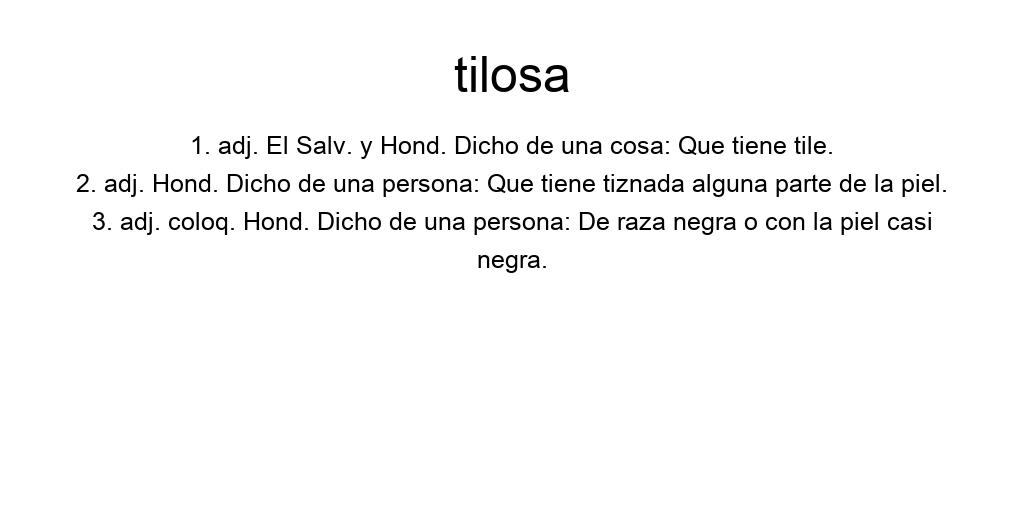 tilosa
1. adj. El Salv. y Hond. Dicho de una cosa: Que tiene tile.
2. adj. Hond. Dicho de una persona: Que tiene tiznada alguna parte de la piel.
3. adj. coloq. Hond. Dicho de una persona: De raza negra o con la piel casi
negra.